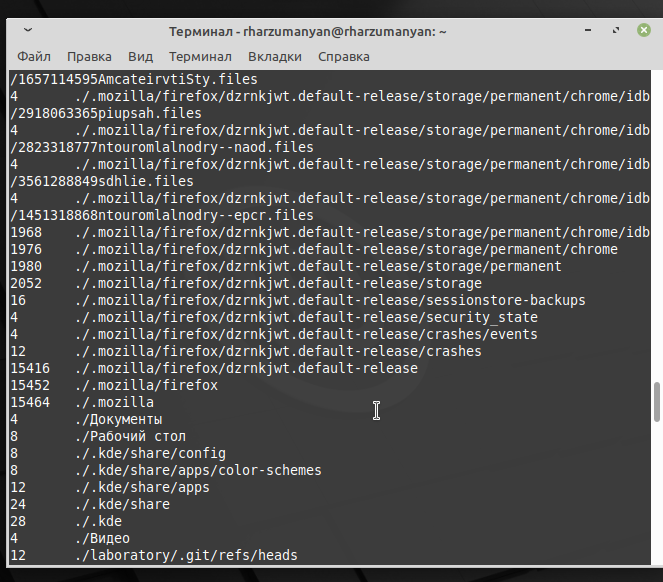 Терминал - rharzumanyan@rharzumanyan: ~
Файл Правка Вид Терминал Вкладки Справка
/1657114595AmcateirvtiSty.files
4 ./.mozilla/firefox/dzrnkjwt.default-release/storage/permanent/chrome/idb
/2918063365piupsah.files
4 ./.mozilla/firefox/dzrnkjwt.default-release/storage/permanent/chrome/idb
/2823318777ntouromlalnodry--naod.files
4 ./.mozilla/firefox/dzrnkjwt.default-release/storage/permanent/chrome/idb
/3561288849sdhlie.files
4 ./.mozilla/firefox/dzrnkjwt.default-release/storage/permanent/chrome/idb
/1451318868ntouromlalnodry--epcr.files
1968 ./.mozilla/firefox/dzrnkjwt.default-release/storage/permanent/chrome/idb
1976 ./.mozilla/firefox/dzrnkjwt.default-release/storage/permanent/chrome
1980 ./.mozilla/firefox/dzrnkjwt.default-release/storage/permanent
2052 ./.mozilla/firefox/dzrnkjwt.default-release/storage
16 ./.mozilla/firefox/dzrnkjwt.default-release/sessionstore-backups
4 ./.mozilla/firefox/dzrnkjwt.default-release/security_state
4 ./.mozilla/firefox/dzrnkjwt.default-release/crashes/events
12 ./.mozilla/firefox/dzrnkjwt.default-release/crashes
15416 ./.mozilla/firefox/dzrnkjwt.default-release
15452 ./.mozilla/firefox
15464 ./.mozilla
4 ./Документы
8 ./Рабочий стол
8 ./.kde/share/config
8 ./.kde/share/apps/color-schemes
12 ./.kde/share/apps
24 ./.kde/share
28 ./.kde
4 ./Видео
12 ./laboratory/.git/refs/heads